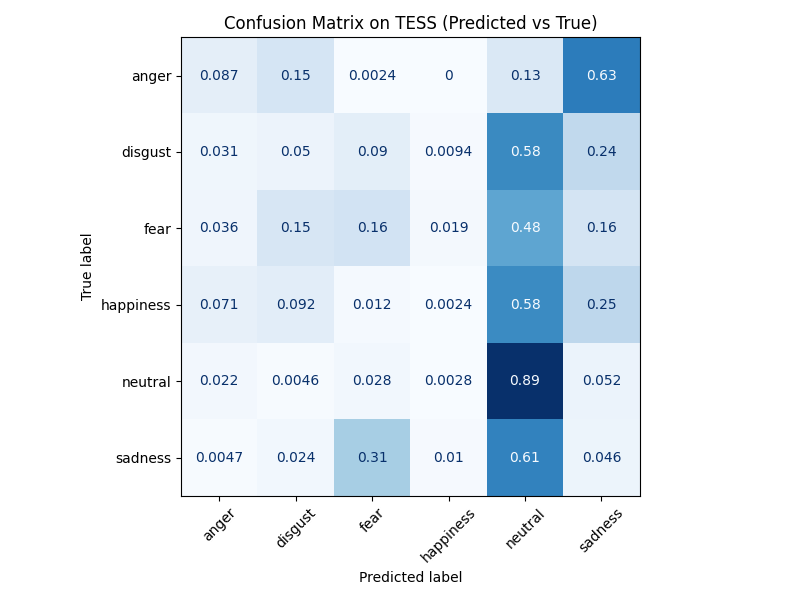 Confusion Matrix on TESS (Predicted vs True)
anger 0.087 0.15 0.0024 0 0.13 0.63
disgust 0.031 0.05 0.09 0.0094 0.58 0.24
fear 0.036 0.15 0.16 0.019 0.48 0.16
True label
happiness 0.071 0.092 0.012 0.0024 0.58 0.25
neutral 0.022 0.0046 0.028 0.0028 0.89 0.052
sadness 0.0047 0.024 0.31 0.01 0.61 0.046
anger disgust fear happiness neutral sadness
Predicted label